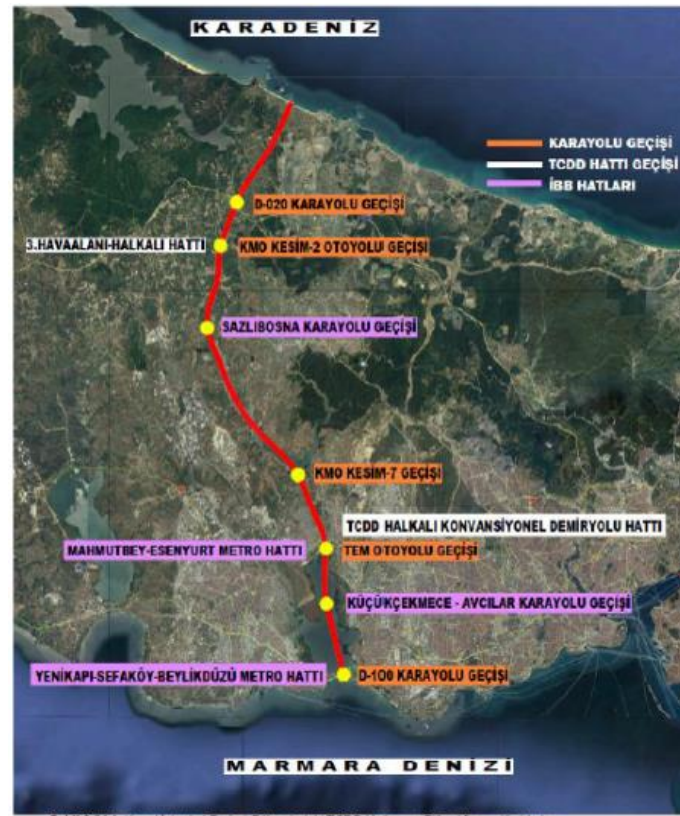 KARADENİZ
KARAYOLU GEÇİŞİ
TCDD HATTI GEÇİŞİ
İBB HATLARI
D-020 KARAYOLU GEÇİŞİ
3.HAVAALANI-HALKALI HATTI
KMO KESİM-2 OTOYOLU GEÇİŞİ
SAZLIBOSNA KARAYOLU GEÇİŞİ
KMO KESİM-7 GEÇİŞİ
TCDD HALKALI KONVANSİYONEL DEMİRYOLU HATTI
MAHMUTBEY-ESENYURT METRO HATTI
TEM OTOYOLU GEÇİŞİ
KÜÇÜKÇEKMECE - AVCILAR KARAYOLU GEÇİŞİ
YENİKAPI-SEFAKÖY-BEYLİKDÜZÜ METRO HATTI
D-100 KARAYOLU GEÇİŞİ
MARMARA DENİZİ